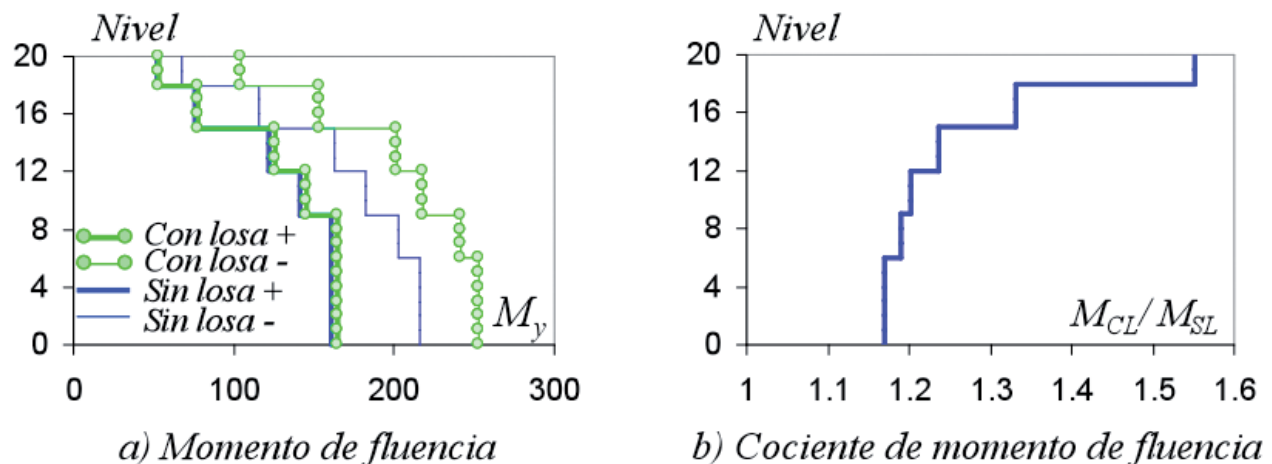 Nivel
20
16
12
8
4
0
Con losa +
Con losa -
Sin losa +
Sin losa -
My
0 100 200 300
a) Momento de fluencia
Nivel
20
16
12
8
4
0
MCL/ MSL
1 1.1 1.2 1.3 1.4 1.5 1.6
b) Cociente de momento de fluencia